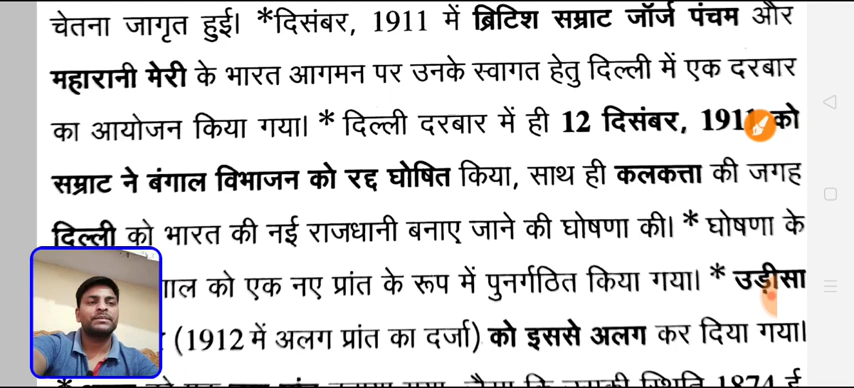 चेतना जागृत हुई। *दिसंबर, 1911 में ब्रिटिश सम्राट जॉर्ज पंचम और
महारानी मेरी के भारत आगमन पर उनके स्वागत हेतु दिल्ली में एक दरबार
का आयोजन किया गया। * दिल्ली दरबार में ही 12 दिसंबर, को
सम्राट ने बंगाल विभाजन को रद्द घोषित किया, साथ ही कलकत्ता की जगह
दिल्ली को भारत की नई राजधानी बनाए जाने की घोषणा की। * घोषणा के
को एक नए प्रांत के रूप में पुनर्गठित किया गया। * उड़ीसा
(1912 में अलग प्रांत का दर्जा) को इससे अलग कर दिया गया।